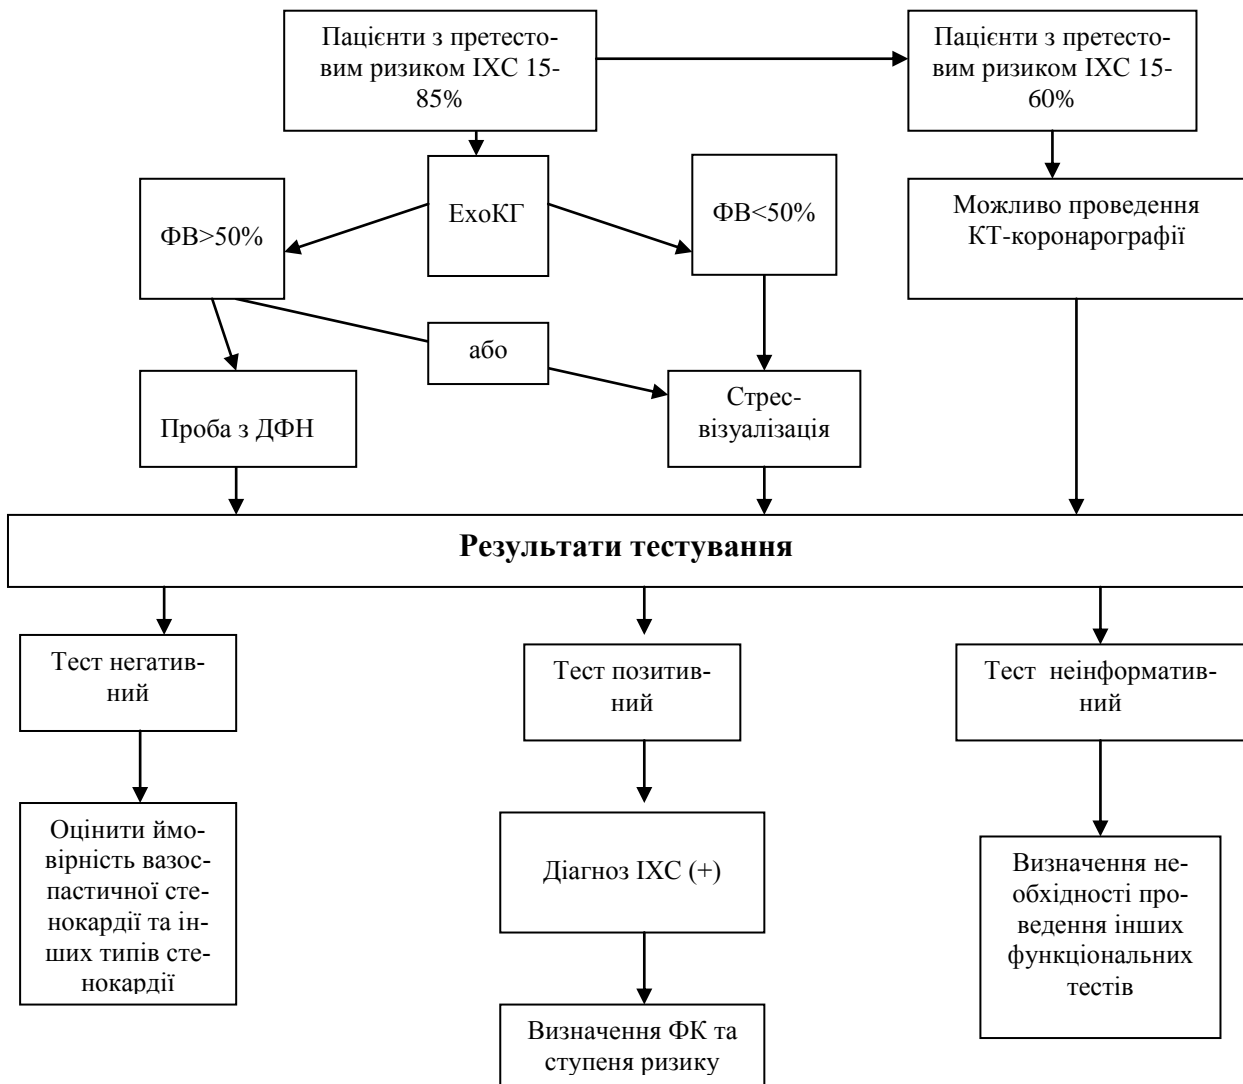 Пацієнти з претесто-
вим ризиком ІХС 15-
85%
Пацієнти з претесто-
вим ризиком ІХС 15-
60%
ФВ>50%
ЕхоКГ
ФВ<50%
Можливо проведення
КТ-коронарографії
або
Проба з ДФН
Стрес-
візуалізація
Результати тестування
Тест негатив-
ний
Тест позитив-
ний
Тест неінформатив-
ний
Оцінити ймо-
вірність вазос-
пастичної сте-
нокардії та ін-
ших типів сте-
нокардії
Діагноз ІХС (+)
Визначення не-
обхідності про-
ведення інших
функціональних
тестів
Визначення ФК та
ступеня ризику